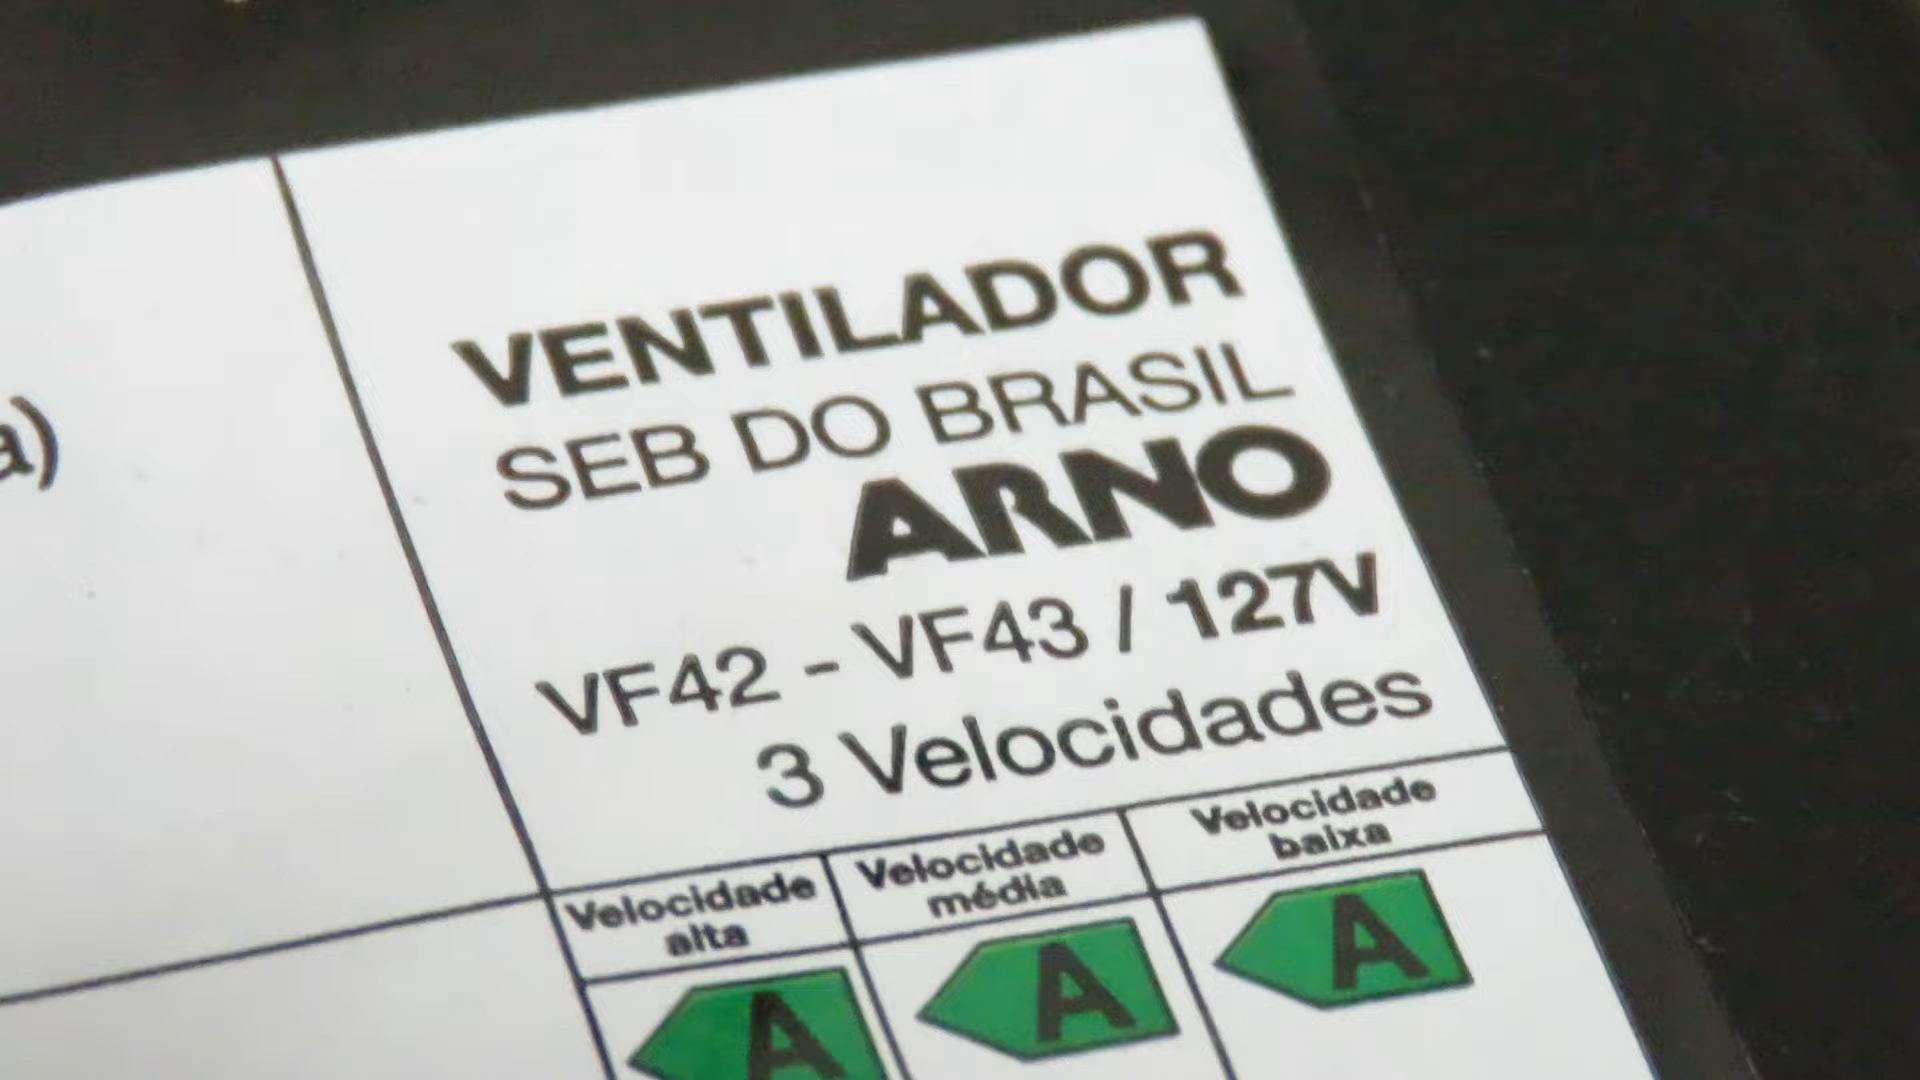 a)
VENTILADOR
SEB DO BRASIL
ARNO
VF42 - VF43 / 127V
3 Velocidades
Velocidade
alta
Velocidade
média
Velocidade
baixa
A
A
A